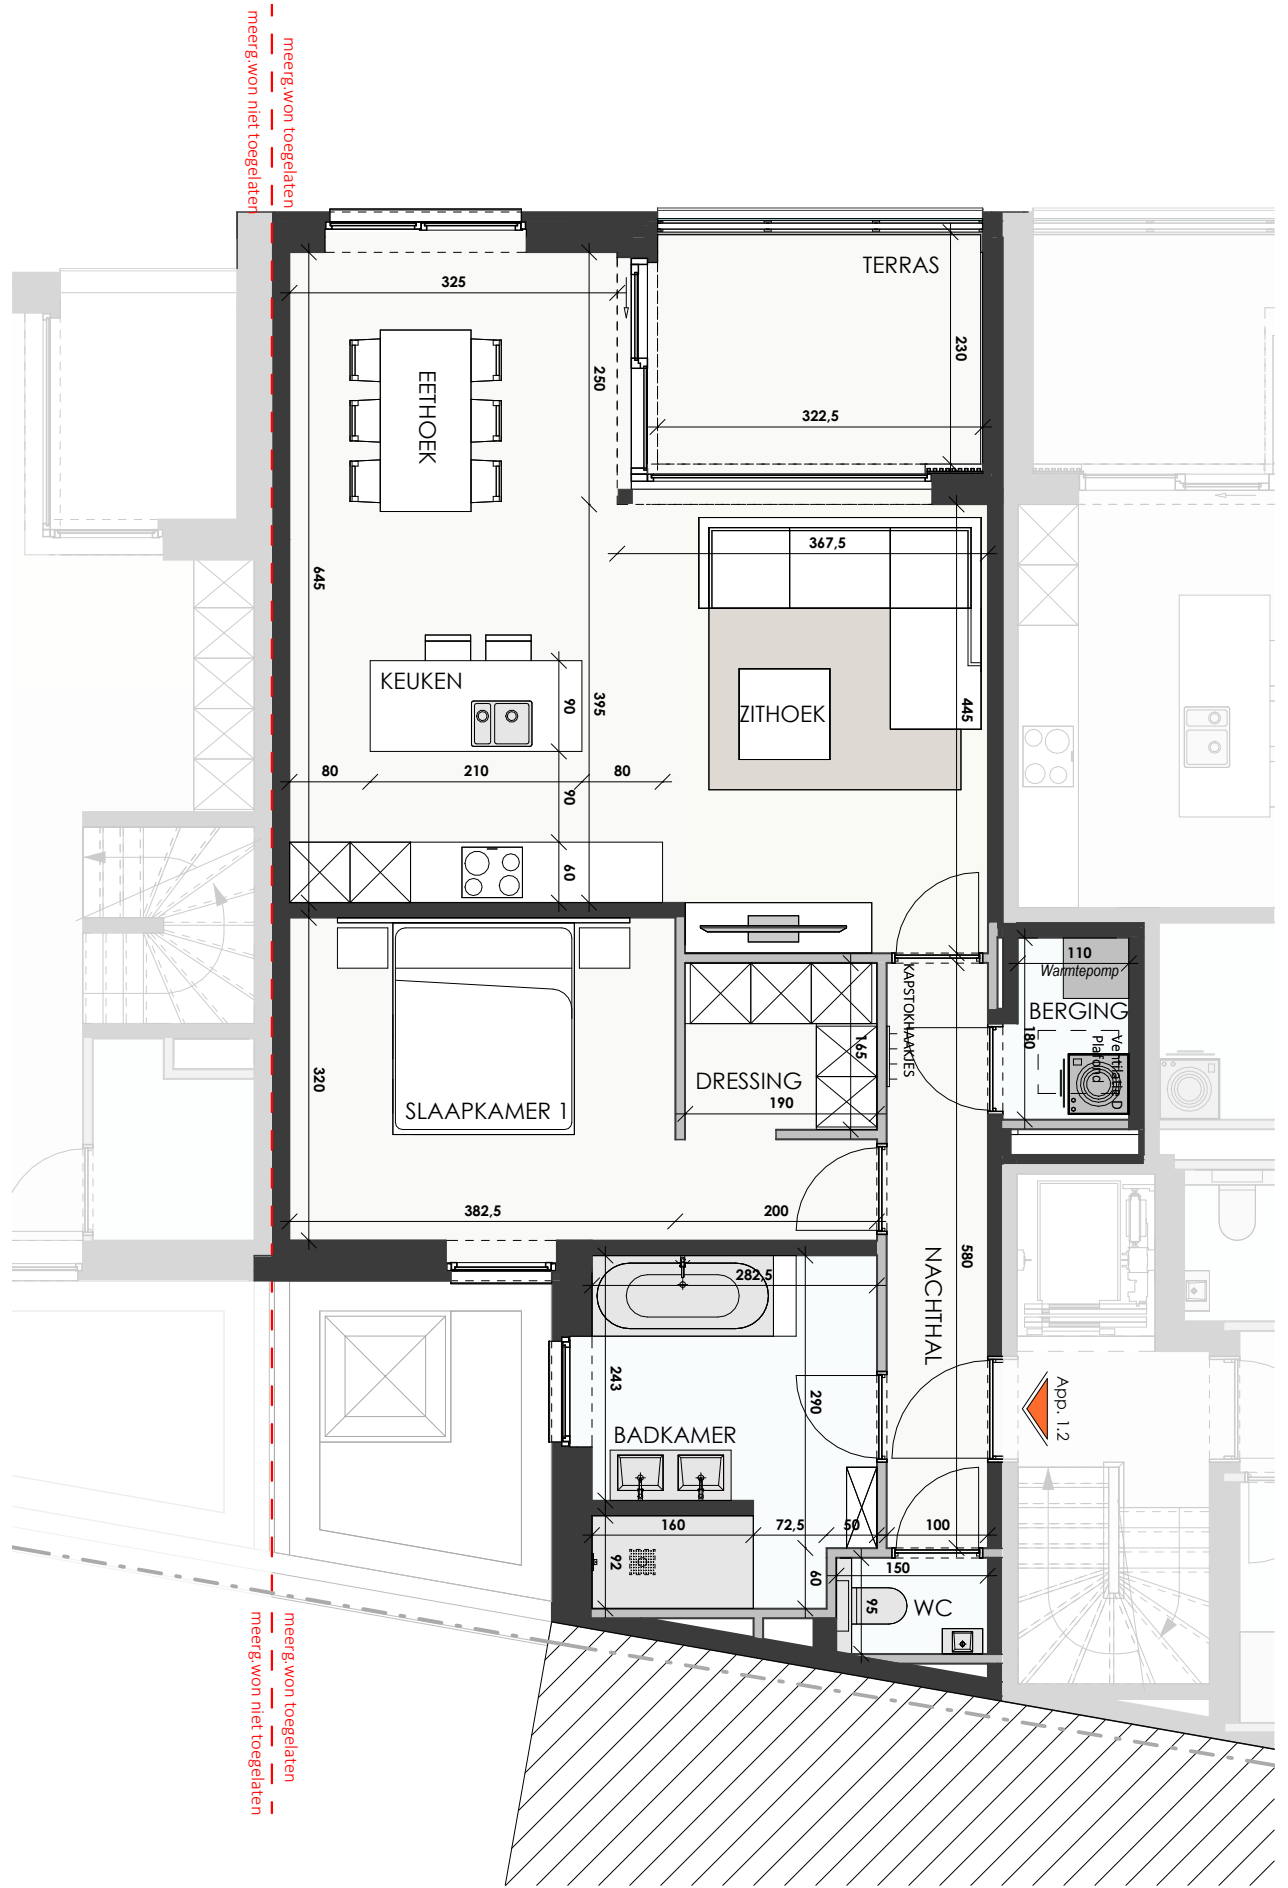 meerg.won niet toegelaten
meerg.won toegelaten
TERRAS
325
230
250
EETHOEK
322,5
367,5
645
KEUKEN
90
395
ZITHOEK
445
80
210
80
90
60
KAPSTOKHAAKJES
110
Warmtepomp
BERGING
180
Ventilatie D
Plafond
165
DRESSING
190
320
SLAAPKAMER 1
382,5
200
580
NACHTHAL
282,5
243
290
App. 1.2
BADKAMER
160
72,5
50
100
92
60
150
95
WC
meerg.won niet toegelaten
meerg.won toegelaten